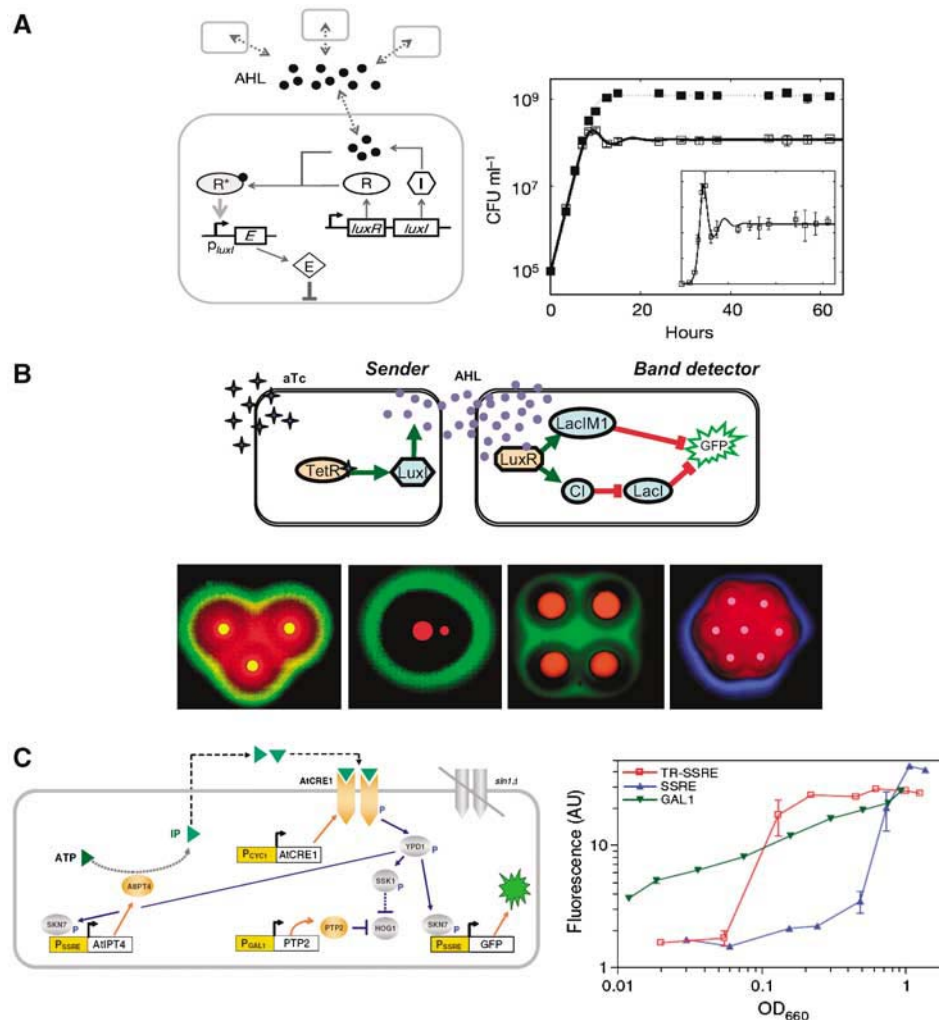 A
AHL
R*
R
I
luxR
luxI
pluxI
E
E
CFU ml–1
10⁹
10⁷
10⁵
0
20
40
60
Hours
B
Sender
AHL
Band detector
aTc
TetR
LuxI
LuxR
LacIM1
GFP
CI
LacI
C
AtCRE1
sln1Δ
IP
P
ATP
PCYC1
AtCRE1
YPD1
P
AtIPT4
SSK1
P
SKN7
P
PTP2
HOG1
SKN7
P
PSSRE
AtIPT4
PGAL1
PTP2
PSSRE
GFP
TR-SSRE
SSRE
GAL1
Fluorescence (AU)
10
1
0.01
0.1
1
OD660